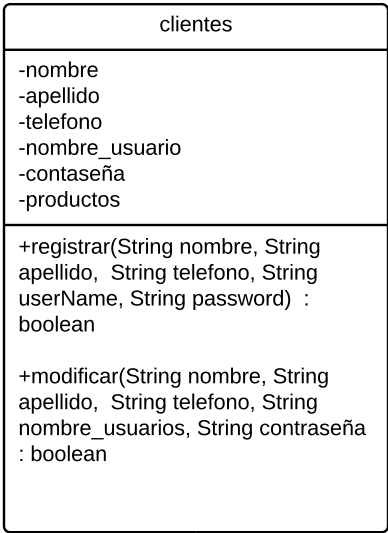 clientes
-nombre
-apellido
-telefono
-nombre_usuario
-contaseña
-productos
+registrar(String nombre, String
apellido,  String telefono, String
userName, String password)  :
boolean
+modificar(String nombre, String
apellido,  String telefono, String
nombre_usuarios, String contraseña
: boolean